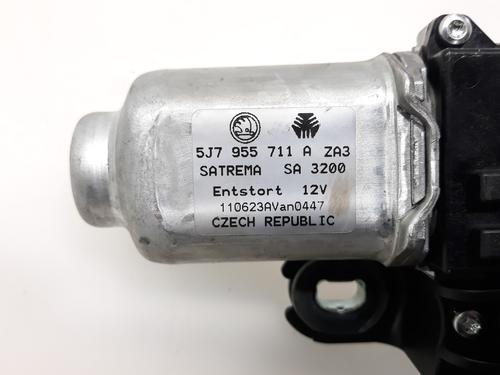 5J7 955 711 A ZA3
SATREMA SA 3200
Entstort 12V
110623AVan0447
CZECH REPUBLIC